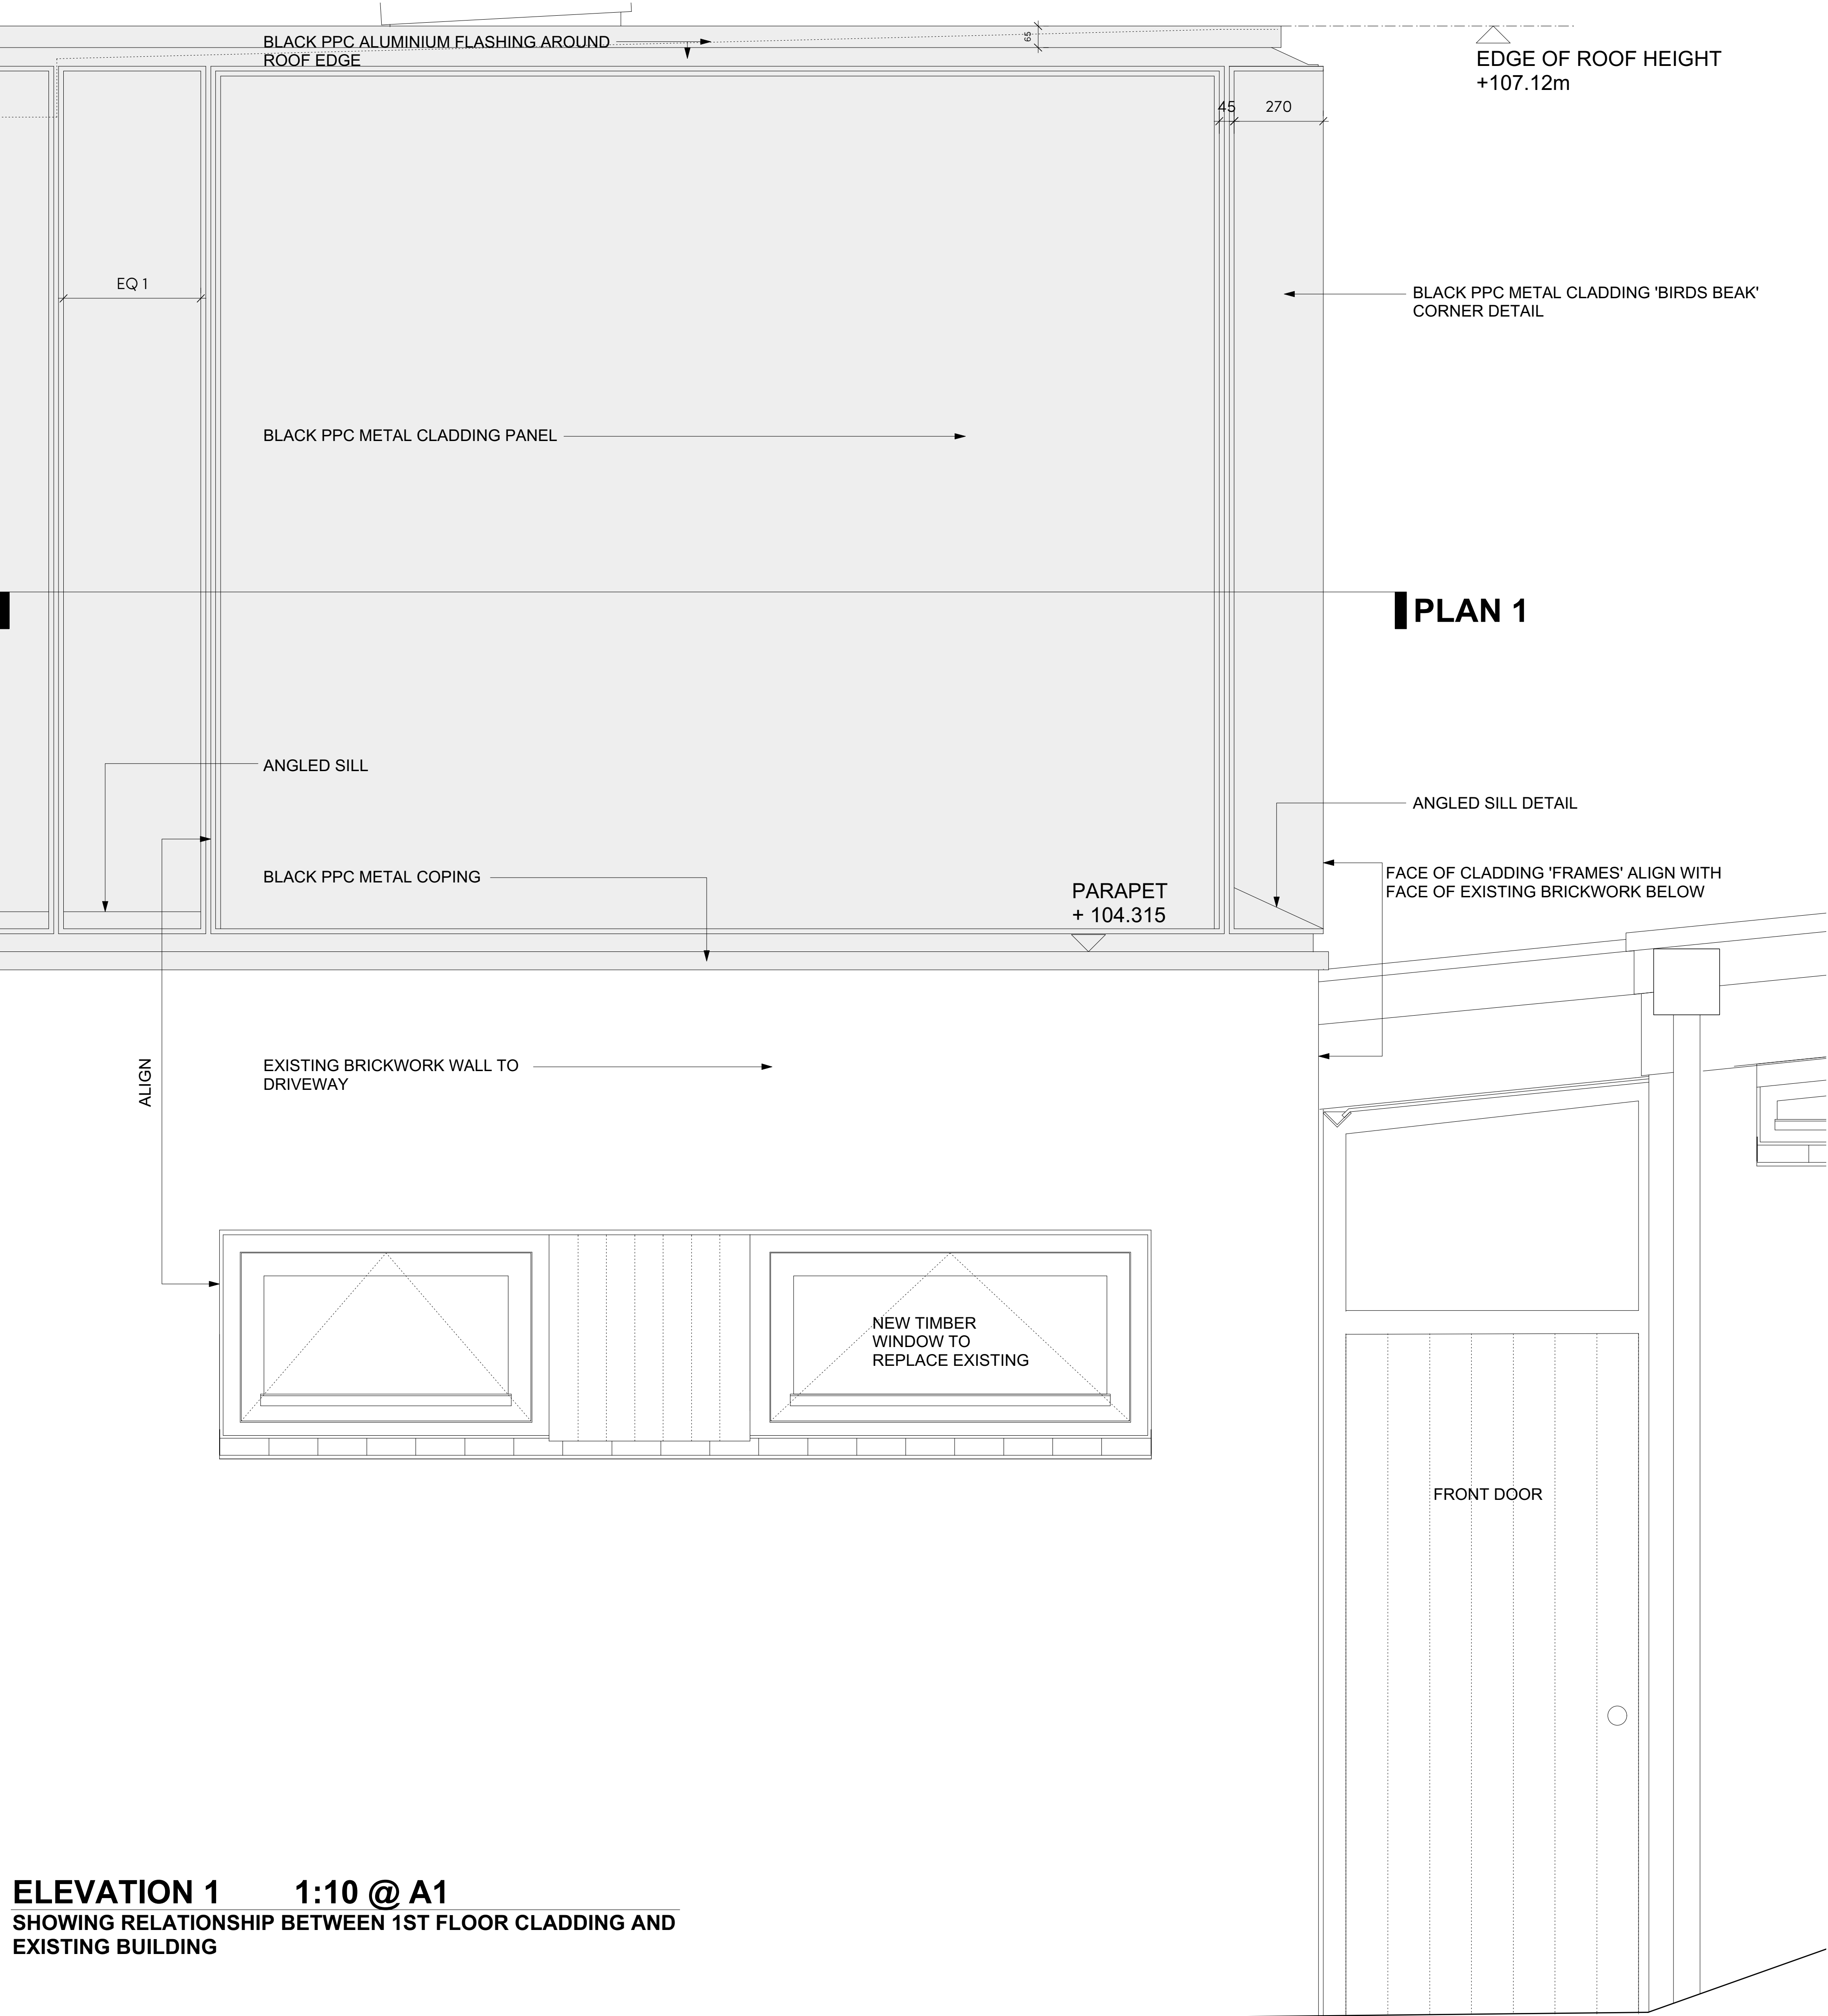 BLACK PPC ALUMINIUM FLASHING AROUND
ROOF EDGE
65
EDGE OF ROOF HEIGHT
+107.12m
45
270
EQ 1
BLACK PPC METAL CLADDING 'BIRDS BEAK'
CORNER DETAIL
BLACK PPC METAL CLADDING PANEL
PLAN 1
ANGLED SILL
ANGLED SILL DETAIL
BLACK PPC METAL COPING
PARAPET
+ 104.315
FACE OF CLADDING 'FRAMES' ALIGN WITH
FACE OF EXISTING BRICKWORK BELOW
ALIGN
EXISTING BRICKWORK WALL TO
DRIVEWAY
NEW TIMBER
WINDOW TO
REPLACE EXISTING
FRONT DOOR
ELEVATION 1 1:10 @ A1
SHOWING RELATIONSHIP BETWEEN 1ST FLOOR CLADDING AND
EXISTING BUILDING